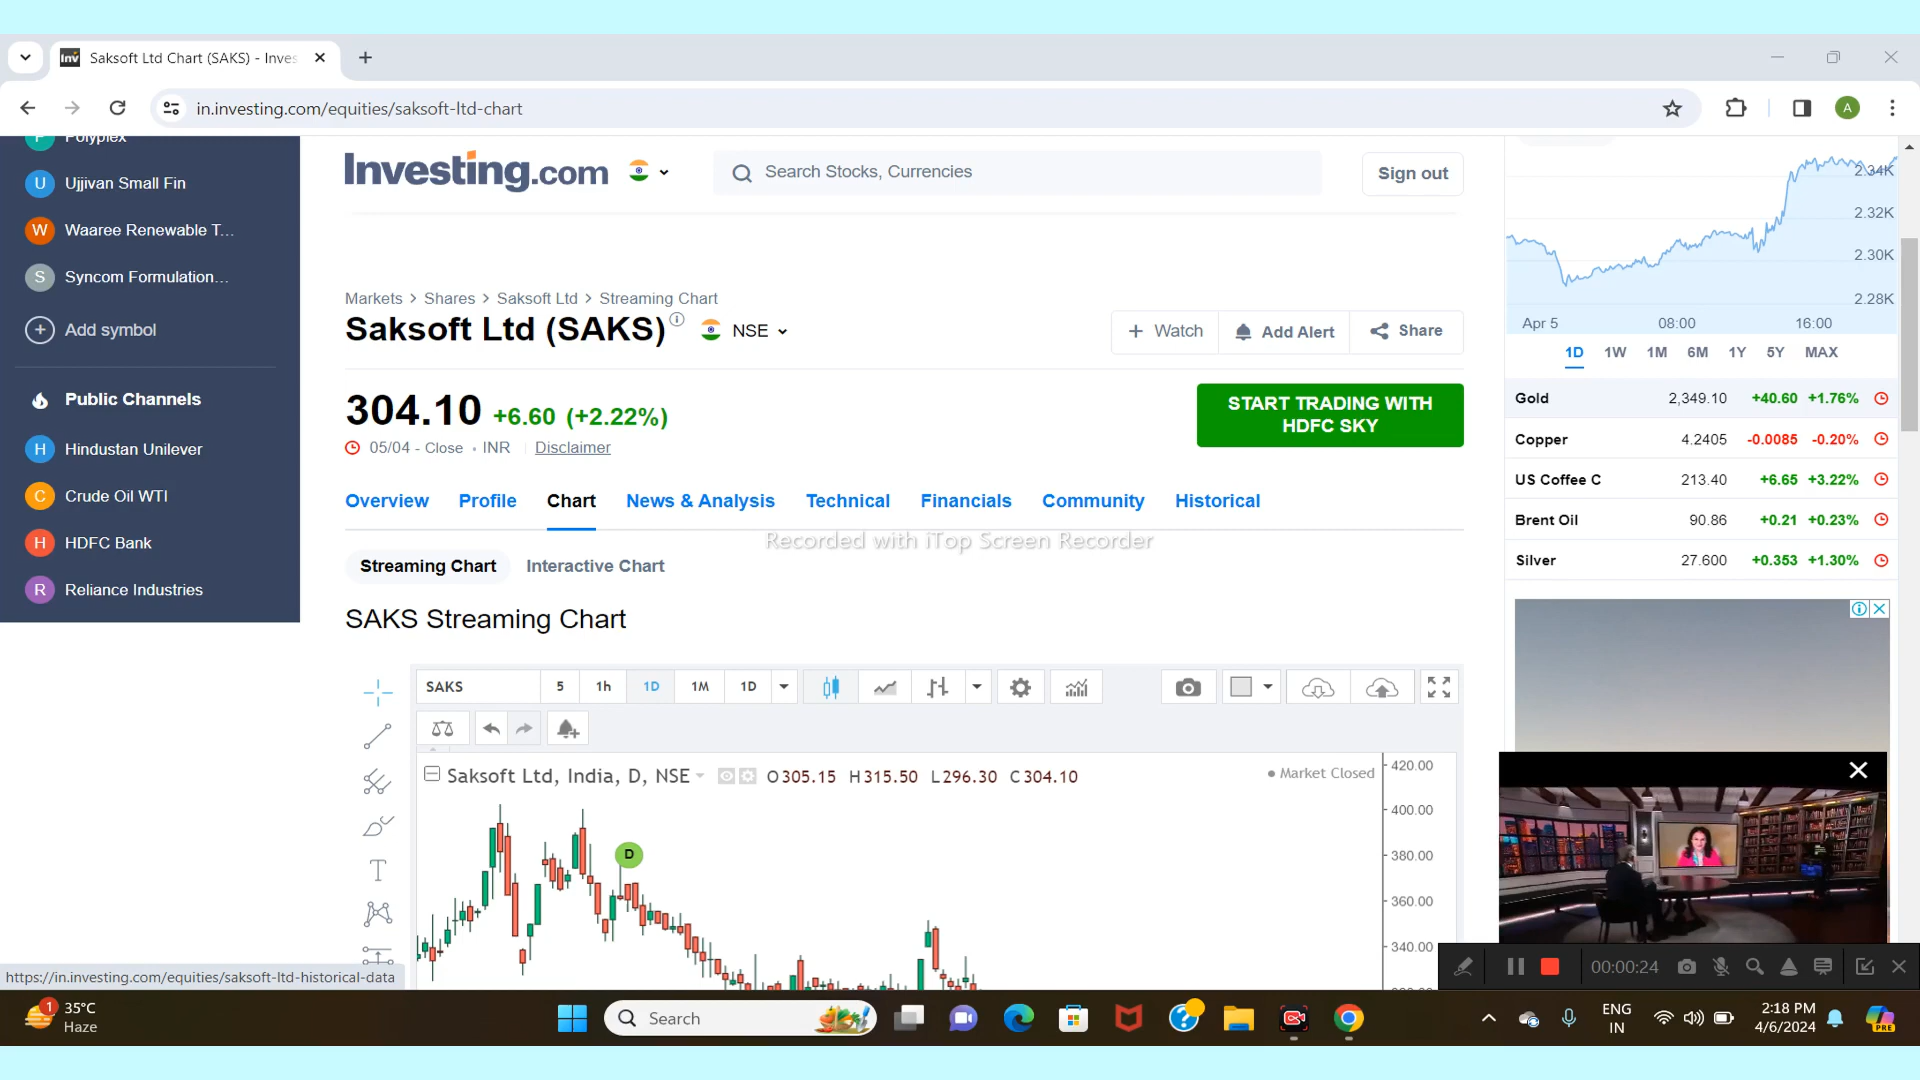 Saksoft Ltd Chart (SAKS) - Inves
in.investing.com/equities/saksoft-ltd-chart
A
Polyplex
U Ujjivan Small Fin
W Waaree Renewable T...
S Syncom Formulation...
Add symbol
Public Channels
H Hindustan Unilever
C Crude Oil WTI
H HDFC Bank
R Reliance Industries
Investing.com
Search Stocks, Currencies
Sign out
Markets > Shares > Saksoft Ltd > Streaming Chart
Saksoft Ltd (SAKS)
NSE
+ Watch
Add Alert
Share
304.10 +6.60 (+2.22%)
05/04 - Close • INR
Disclaimer
START TRADING WITH
HDFC SKY
Overview Profile Chart News & Analysis Technical Financials Community Historical
Recorded with iTop Screen Recorder
Streaming Chart Interactive Chart
SAKS Streaming Chart
SAKS 5 1h 1D 1M 1D
Saksoft Ltd, India, D, NSE
O305.15 H315.50 L296.30 C304.10
Market Closed
D
420.00
400.00
380.00
360.00
340.00
2.34K
2.32K
2.30K
2.28K
Apr 5 08:00 16:00
1D 1W 1M 6M 1Y 5Y MAX
Gold 2,349.10 +40.60 +1.76%
Copper 4.2405 -0.0085 -0.20%
US Coffee C 213.40 +6.65 +3.22%
Brent Oil 90.86 +0.21 +0.23%
Silver 27.600 +0.353 +1.30%
00:00:24
https://in.investing.com/equities/saksoft-ltd-historical-data
1
35°C
Haze
Search
ENG
IN
2:18 PM
4/6/2024
PRE